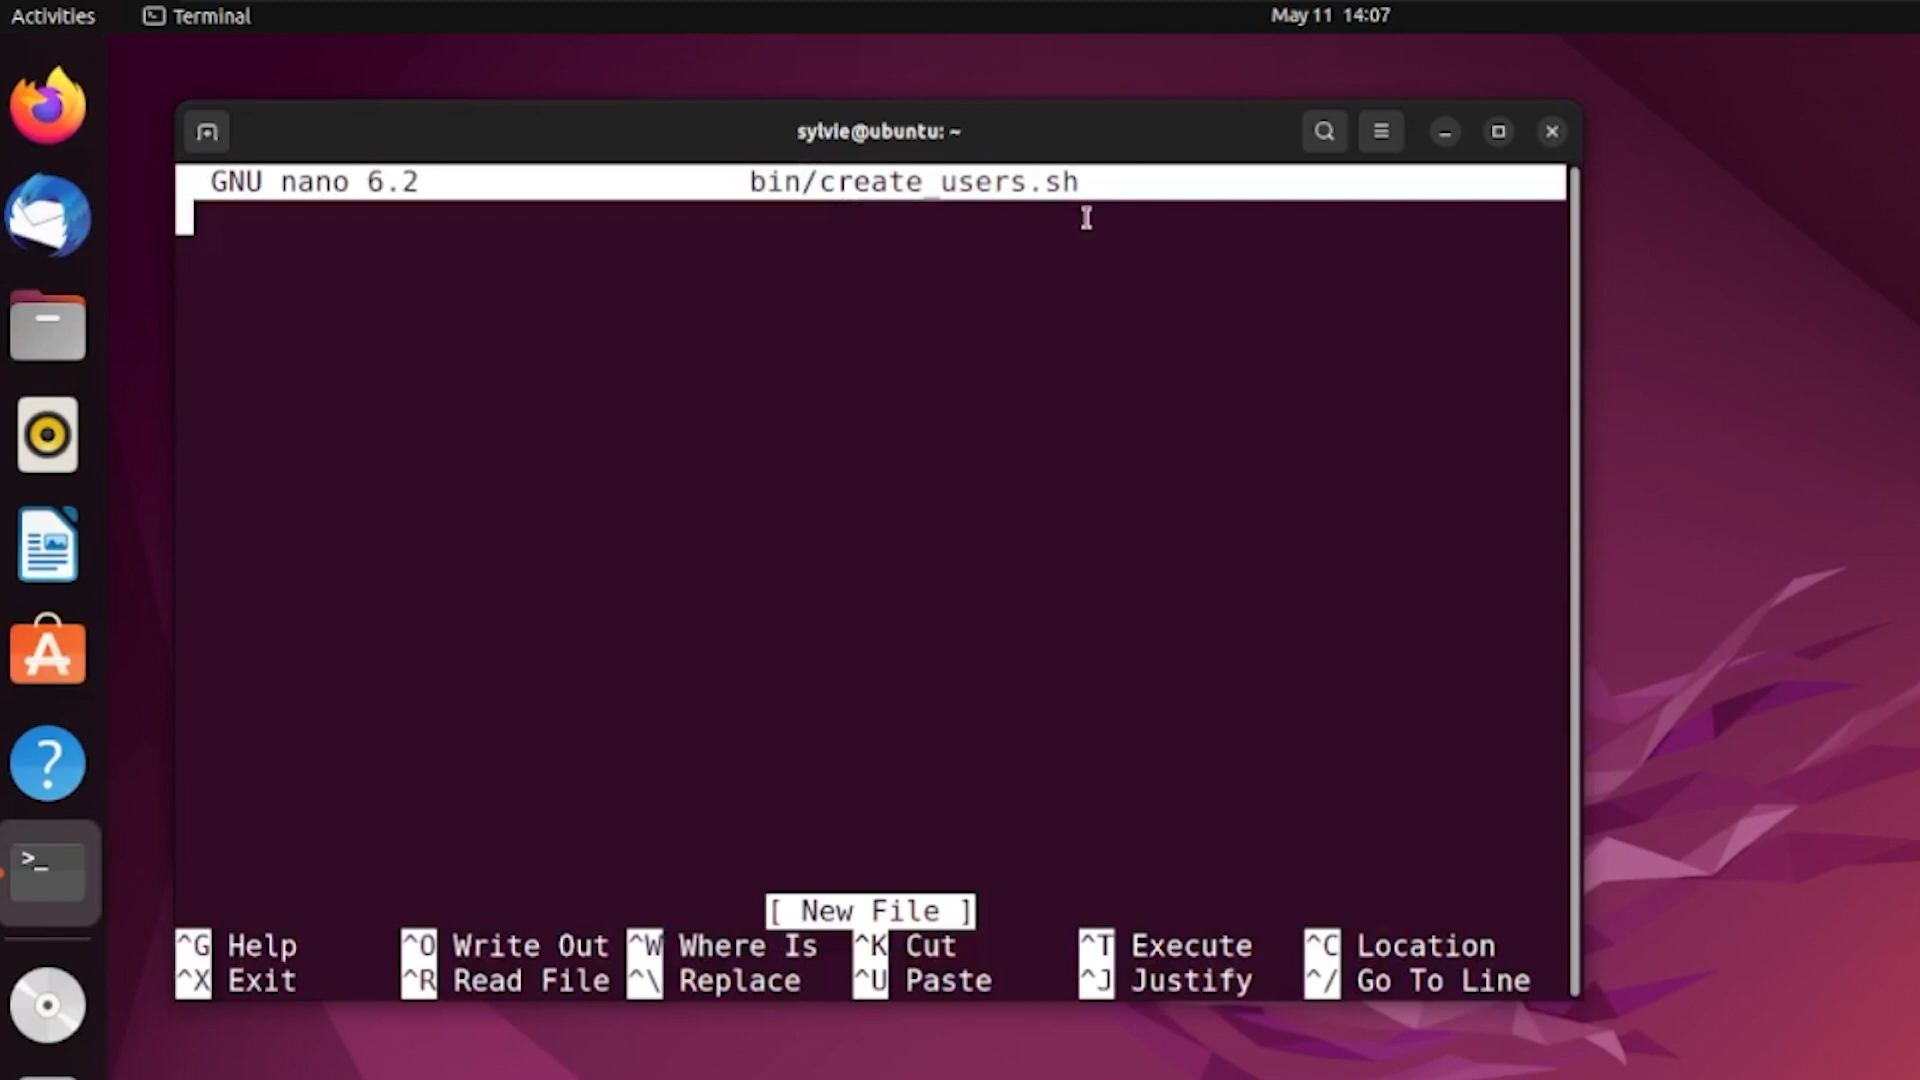 Activities Terminal May 11 14:07
sylvie@ubuntu: ~
GNU nano 6.2 bin/create_users.sh
[ New File ]
^G Help ^O Write Out ^W Where Is ^K Cut ^T Execute ^C Location
^X Exit ^R Read File ^\ Replace ^U Paste ^J Justify ^/ Go To Line